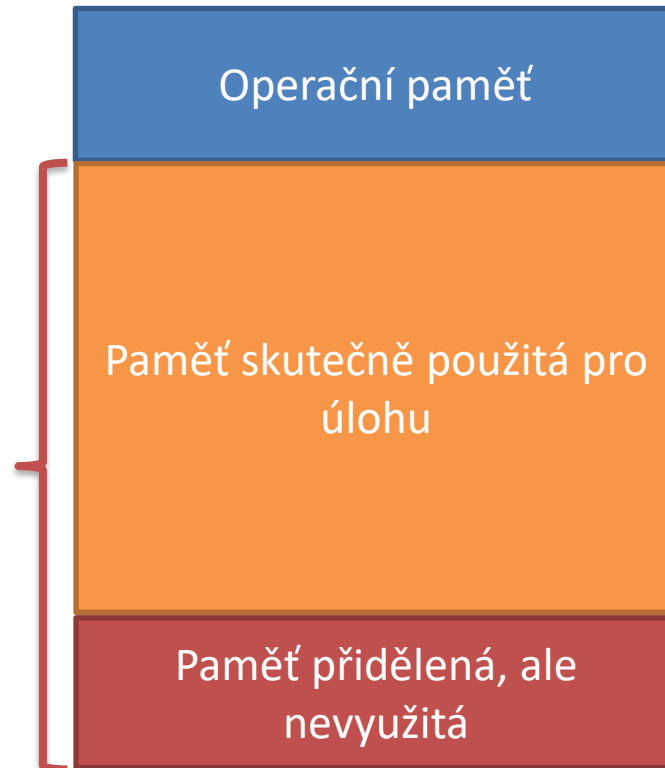 Operační paměť
Paměť skutečně použitá pro
úlohu
Paměť přidělená, ale
nevyužitá